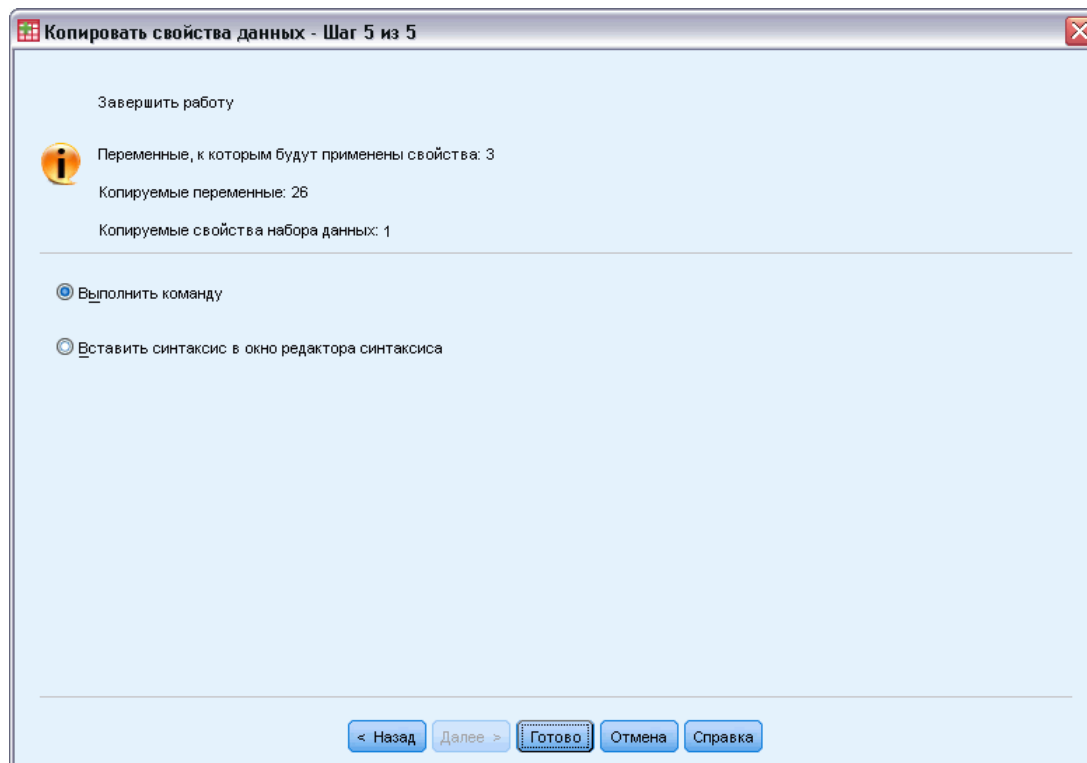 Копировать свойства данных - Шаг 5 из 5
Завершить работу
Переменные, к которым будут применены свойства: 3
Копируемые переменные: 26
Копируемые свойства набора данных: 1
Выполнить команду
Вставить синтаксис в окно редактора синтаксиса
< Назад Далее > Готово Отмена Справка